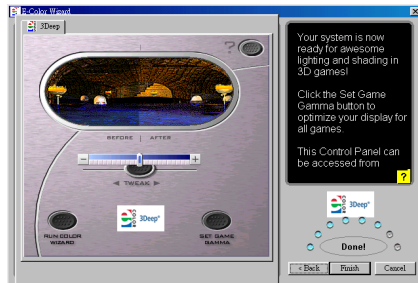 E-Color Wizard
3Deep
?
BEFORE | AFTER
- +
◀ TWEAK ▶
3Deep®
RUN COLOR
WIZARD
SET GAME
GAMMA
Your system is now
ready for awesome
lighting and shading in
3D games!
Click the Set Game
Gamma button to
optimize your display for
all games.
This Control Panel can
be accessed from
?
3Deep®
Done!
< Back
Finish
Cancel